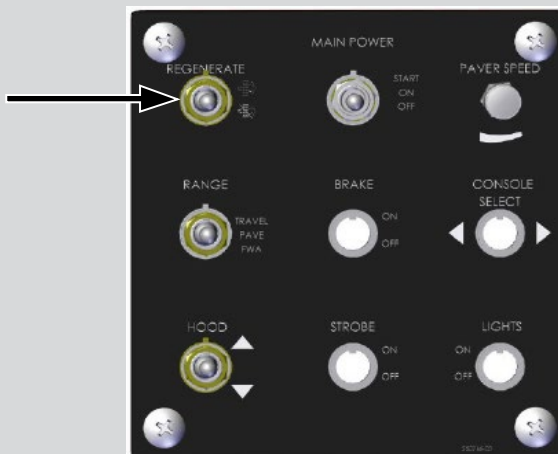 MAIN POWER
REGENERATE
START
ON
OFF
PAVER SPEED
RANGE
TRAVEL
PAVE
FWA
BRAKE
ON
OFF
CONSOLE
SELECT
HOOD
STROBE
ON
OFF
LIGHTS
ON
OFF